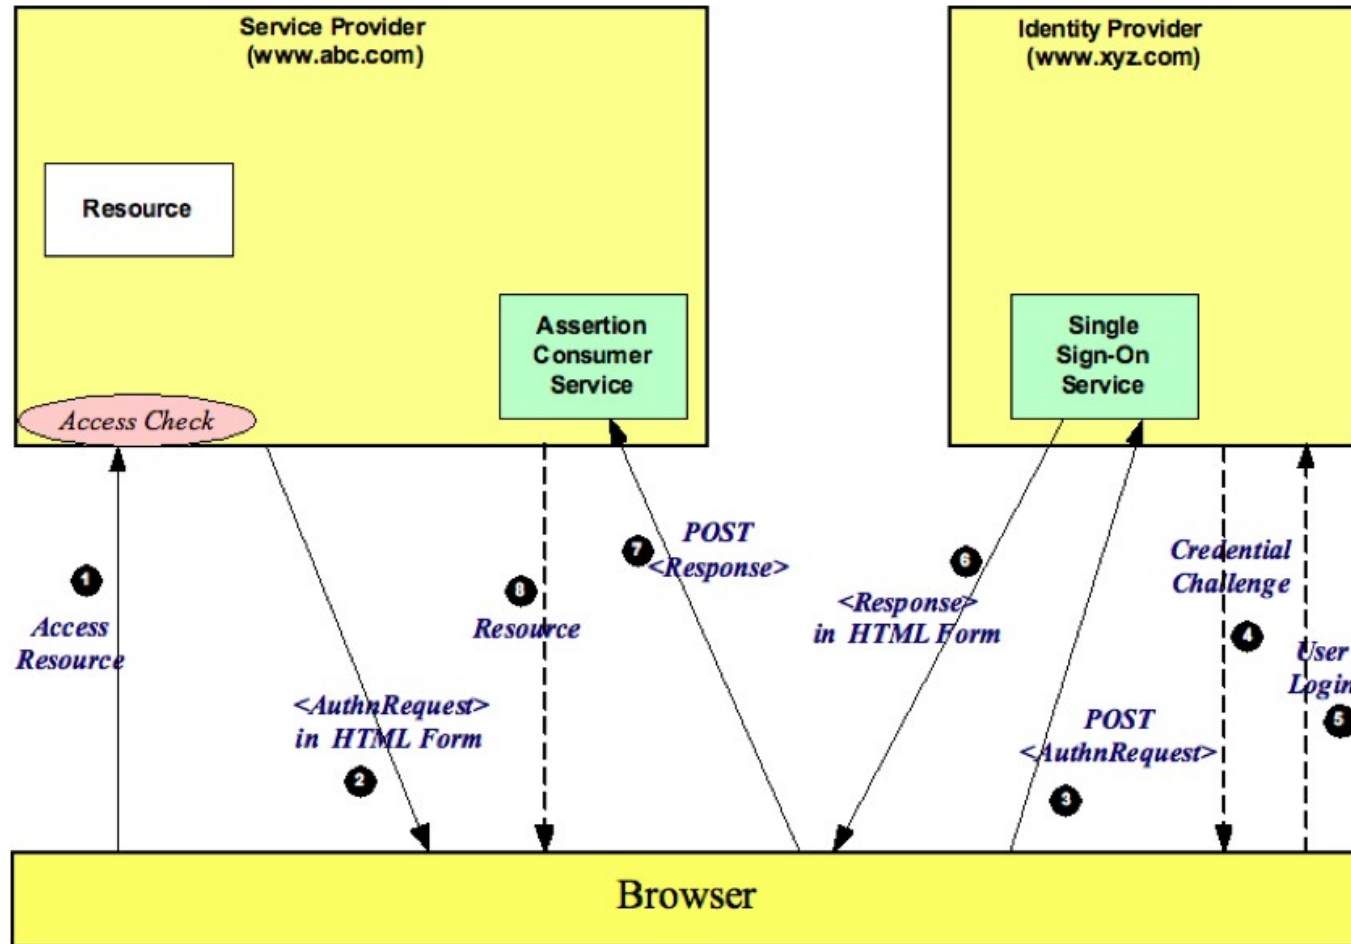 Service Provider
(www.abc.com)
Identity Provider
(www.xyz.com)
Resource
Assertion
Consumer
Service
Single
Sign-On
Service
Access Check
1
Access
Resource
<AuthnRequest>
in HTML Form
2
8
Resource
7
POST
<Response>
6
<Response>
in HTML Form
POST
<AuthnRequest>
3
Credential
Challenge
4
User
Login
5
Browser